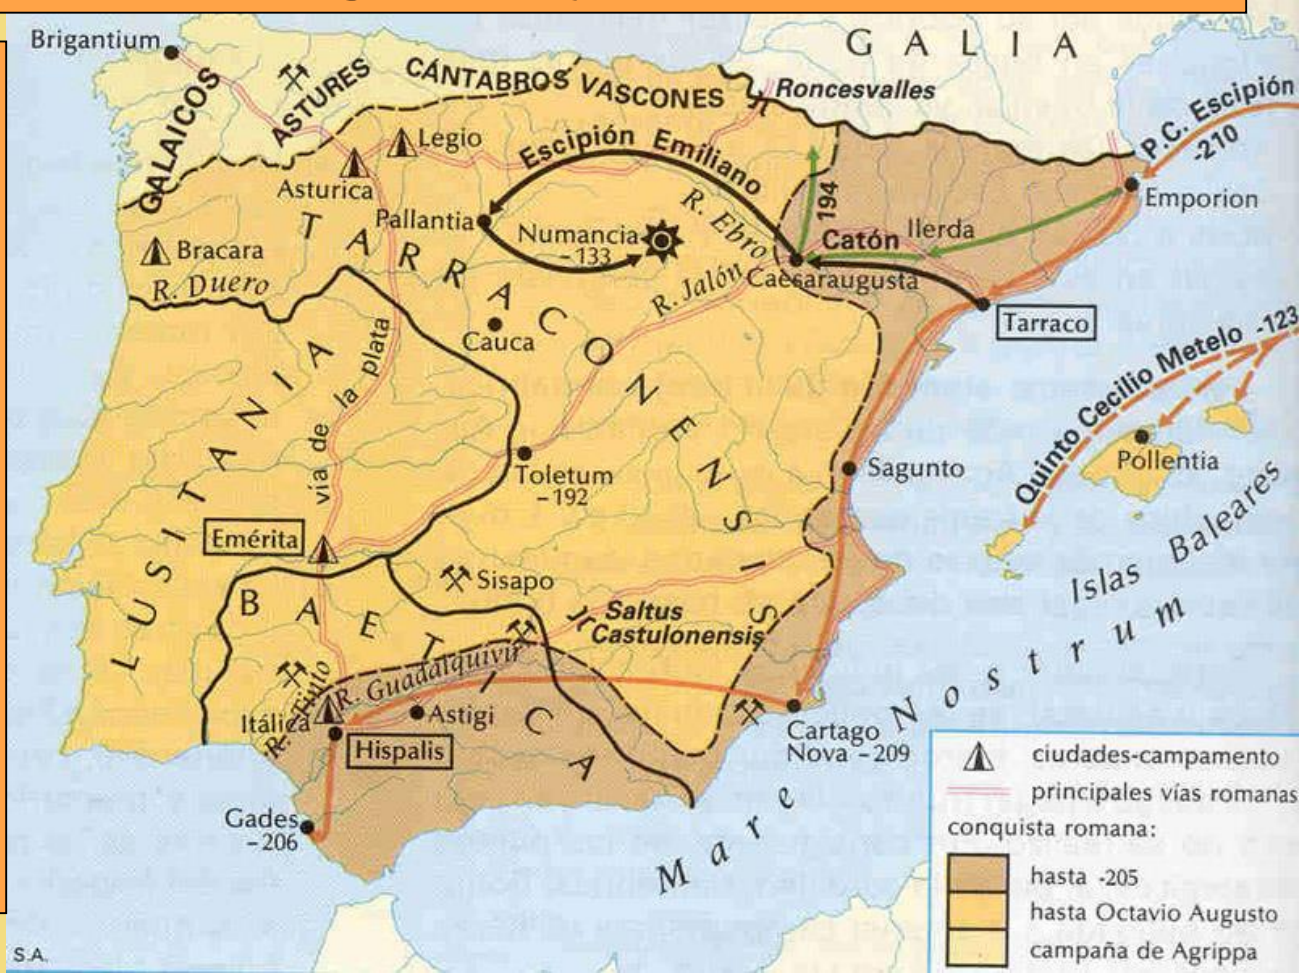 Brigantium
GALIA
GALAICOS
ASTURES
CÁNTABROS
VASCONES
Roncesvalles
P.C. Escipión
-210
Legio
Asturica
Escipión Emiliano
Emporion
Pallantia
Numancia
-133
R. Ebro
194
Ilerda
Catón
Bracara
R. Duero
TARRACONENSIS
R. Jalón
Caesaraugusta
Tarraco
Cauca
vía de la plata
LUSITANIA
Quinto Cecilio Metelo -123
Toletum
-192
Sagunto
Pollentia
Islas Baleares
Emérita
Sisapo
BAETICA
Saltus
Castulonensis
R. Guadalquivir
Itálica
Astigi
Hispalis
Cartago
Nova -209
Gades
-206
Mare Nostrum
ciudades-campamento
principales vías romanas
conquista romana:
hasta -205
hasta Octavio Augusto
campaña de Agrippa
S.A.